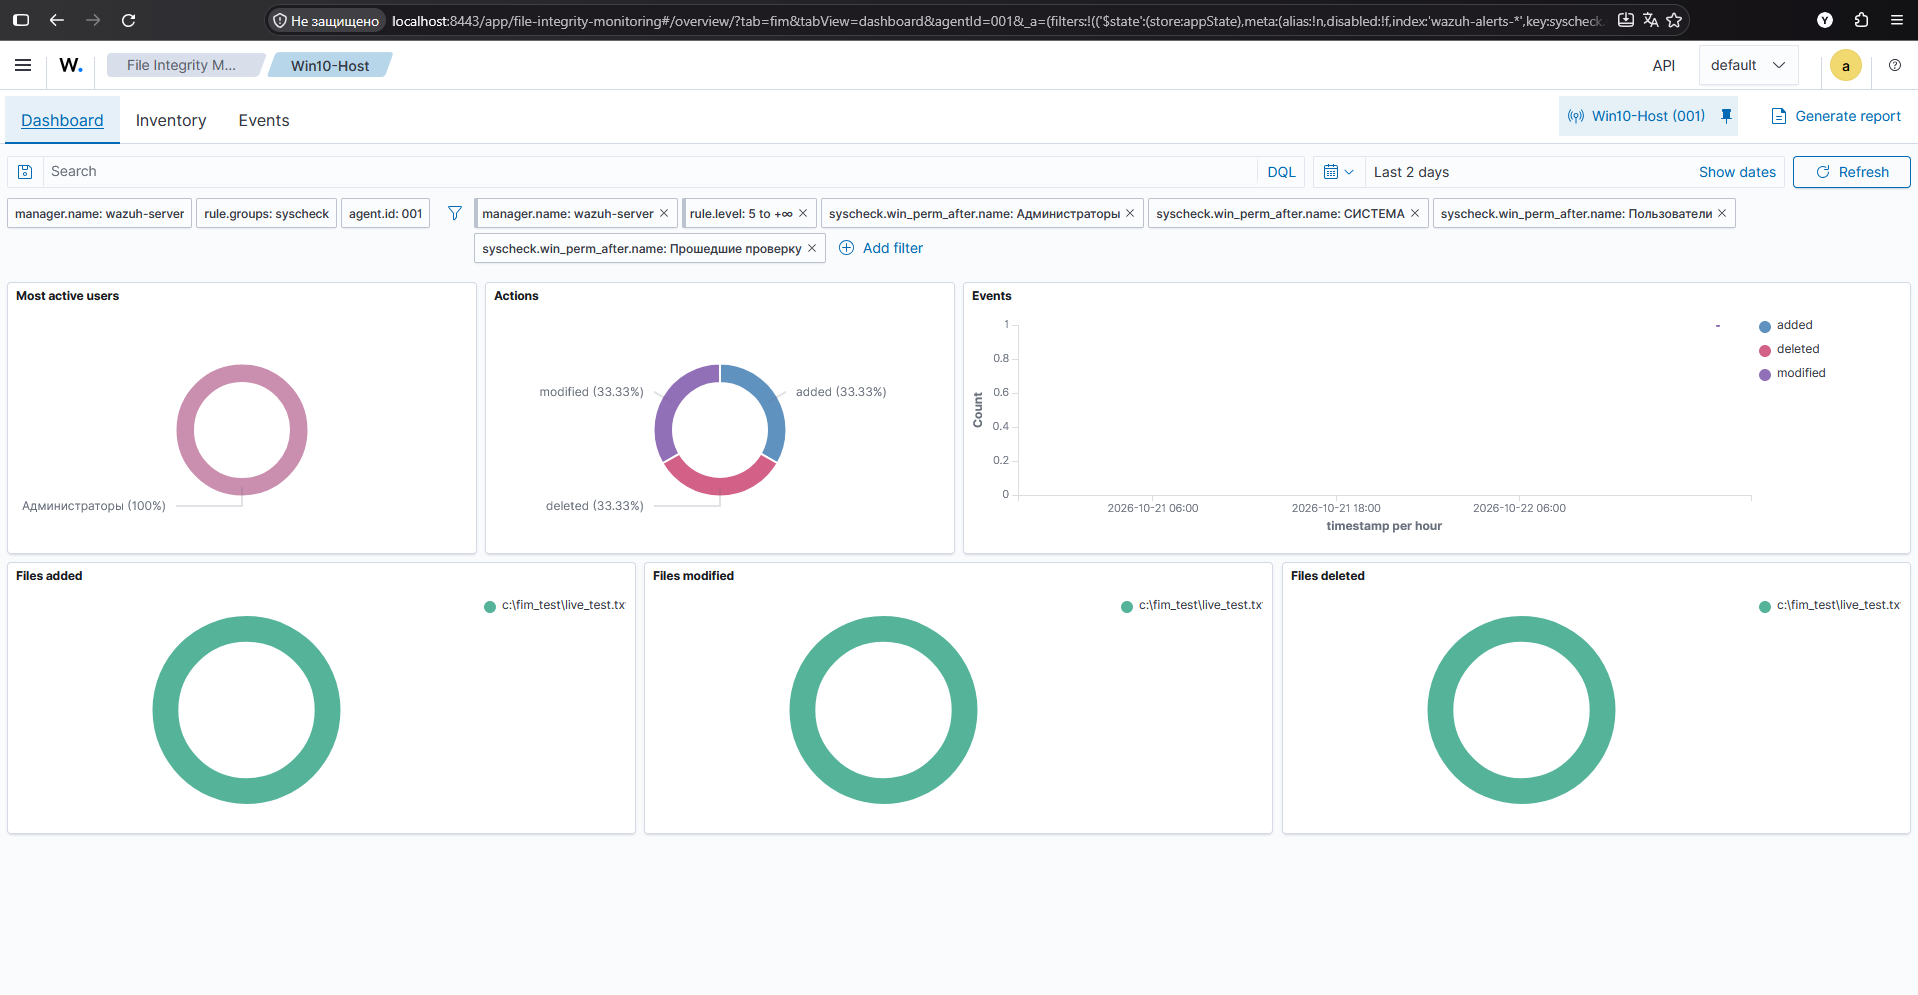 Не защищено
localhost:8443/app/file-integrity-monitoring#/overview/?tab=fim&tabView=dashboard&agentId=001&_a=(filters:!(('$state':(store:appState),meta:(alias:!n,disabled:!f,index:'wazuh-alerts-*',key:syscheck.
W.
File Integrity M...
Win10-Host
API
default
a
Dashboard
Inventory
Events
Win10-Host (001)
Generate report
Search
DQL
Last 2 days
Show dates
Refresh
manager.name: wazuh-server
rule.groups: syscheck
agent.id: 001
manager.name: wazuh-server
rule.level: 5 to +∞
syscheck.win_perm_after.name: Администраторы
syscheck.win_perm_after.name: СИСТЕМА
syscheck.win_perm_after.name: Пользователи
syscheck.win_perm_after.name: Прошедшие проверку
Add filter
Most active users
Администраторы (100%)
Actions
modified (33.33%)
added (33.33%)
deleted (33.33%)
Events
1
0.8
0.6
0.4
0.2
0
Count
2026-10-21 06:00
2026-10-21 18:00
2026-10-22 06:00
timestamp per hour
added
deleted
modified
Files added
c:\fim_test\live_test.tx
Files modified
c:\fim_test\live_test.tx
Files deleted
c:\fim_test\live_test.tx